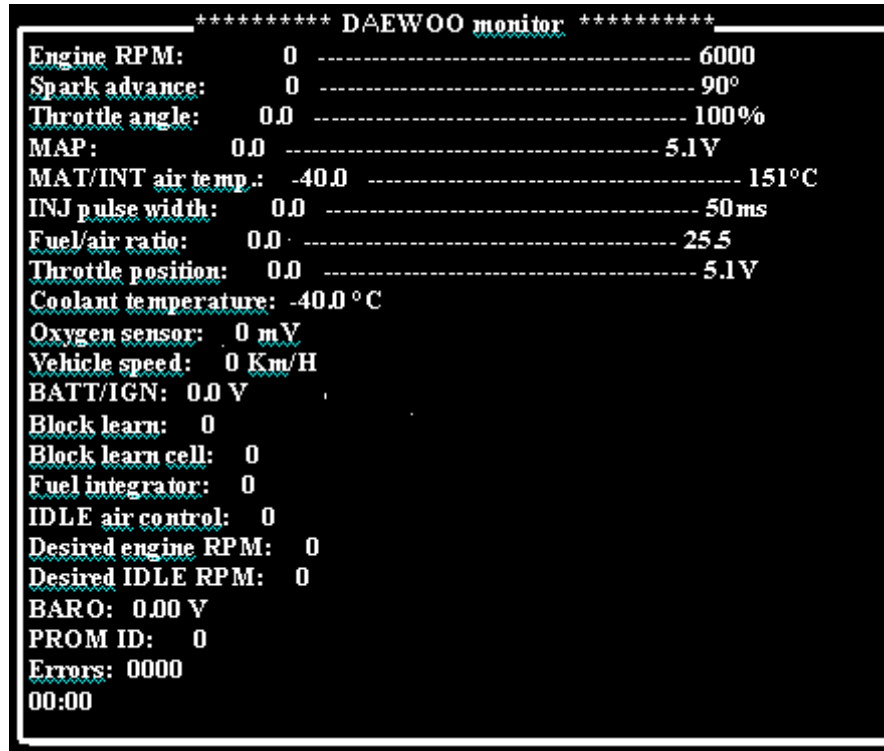 ********** DAEWOO monitor **********
Engine RPM: 0 ---------------------------------------- 6000
Spark advance: 0 ---------------------------------------- 90°
Throttle angle: 0.0 ---------------------------------------- 100%
MAP: 0.0 ---------------------------------------- 5.1V
MAT/INT air temp.: -40.0 ---------------------------------------- 151°C
INJ pulse width: 0.0 ---------------------------------------- 50ms
Fuel/air ratio: 0.0 ---------------------------------------- 25.5
Throttle position: 0.0 ---------------------------------------- 5.1V
Coolant temperature: -40.0 °C
Oxygen sensor: 0 mV
Vehicle speed: 0 Km/H
BATT/IGN: 0.0 V
Block learn: 0
Block learn cell: 0
Fuel integrator: 0
IDLE air control: 0
Desired engine RPM: 0
Desired IDLE RPM: 0
BARO: 0.00 V
PROM ID: 0
Errors: 0000
00:00